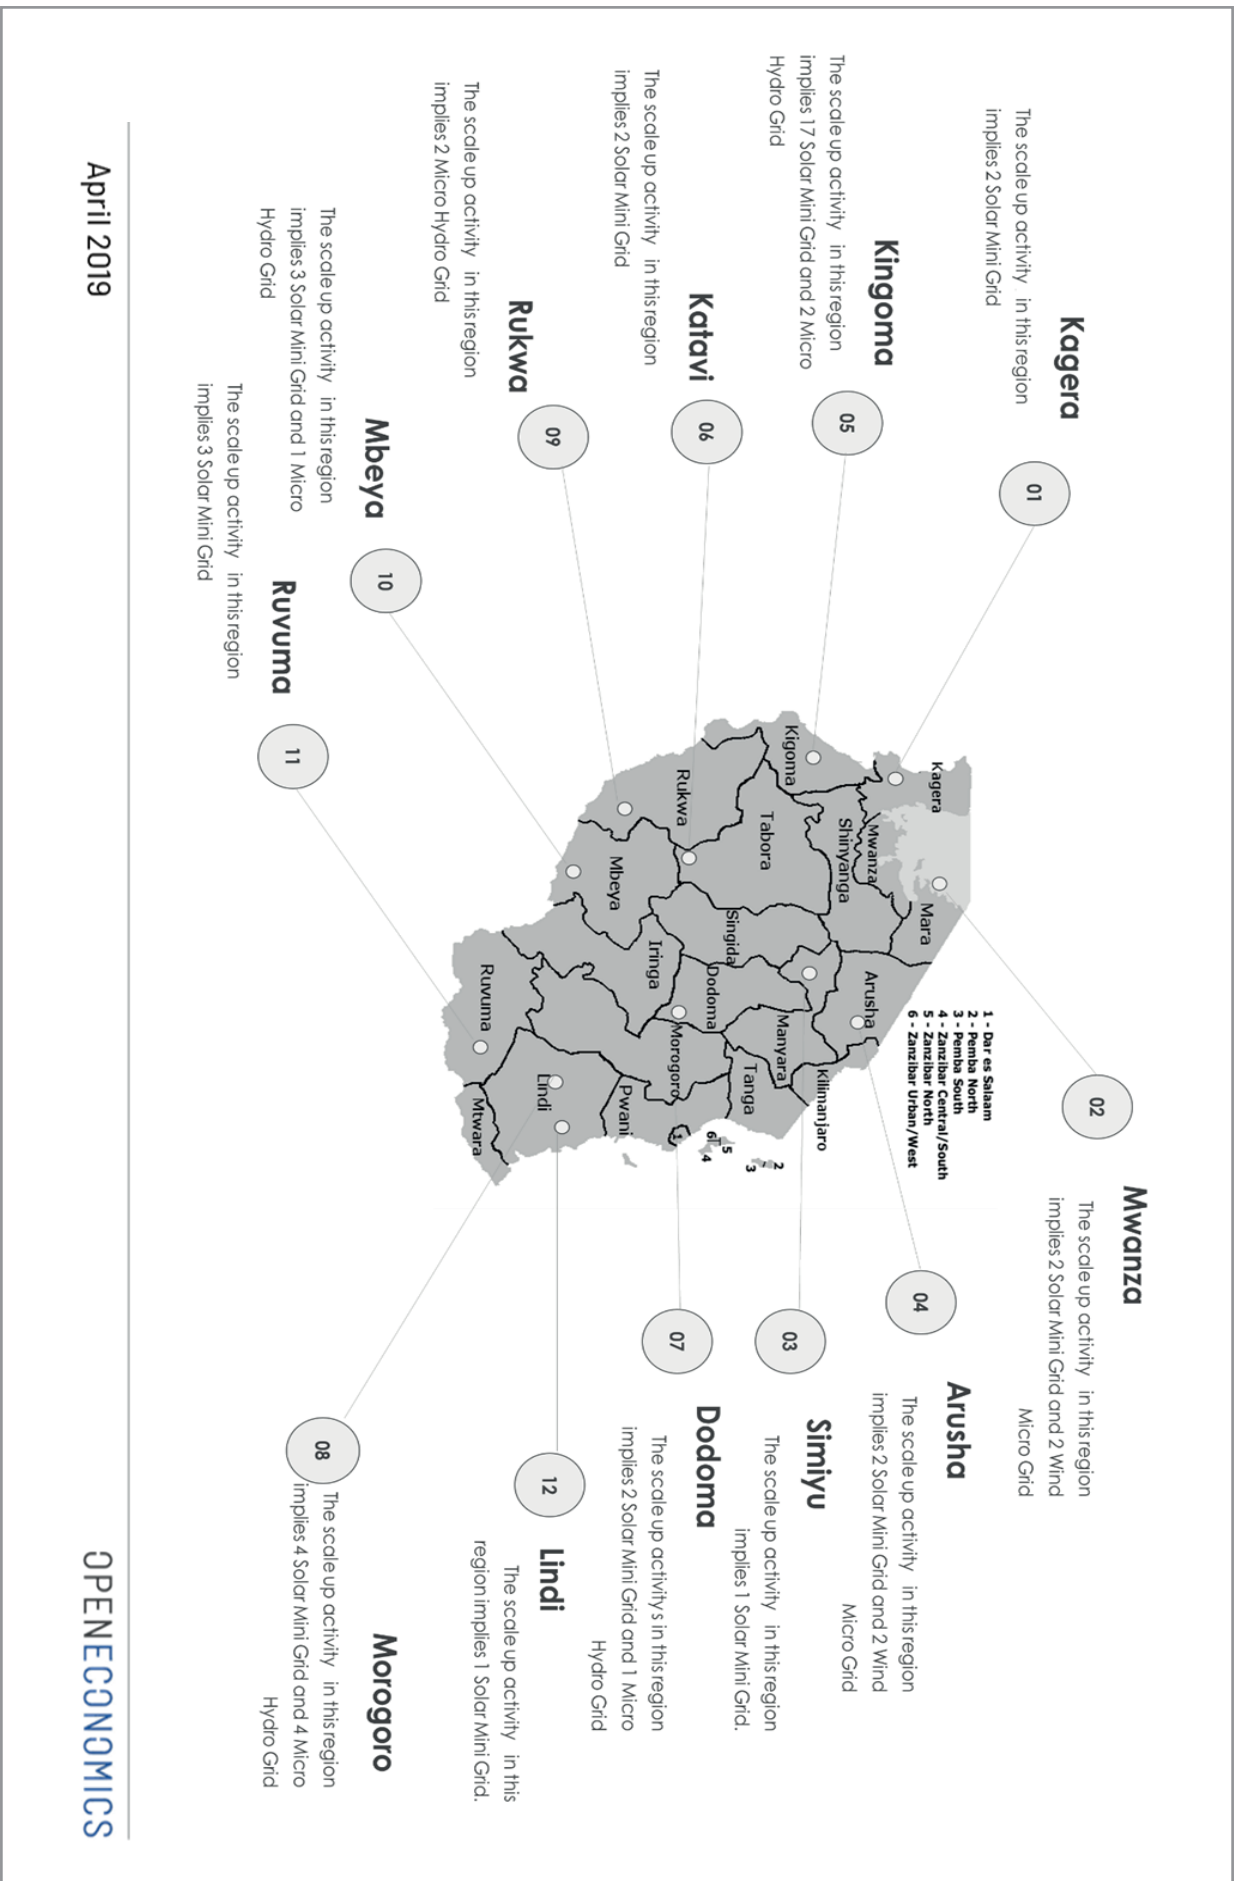 Kagera
01
The scale up activity in this region
implies 2 Solar Mini Grid
02
Mwanza
The scale up activity in this region
implies 2 Solar Mini Grid and 2 Wind
Micro Grid
Kingoma
05
The scale up activity in this region
implies 17 Solar Mini Grid and 2 Micro
Hydro Grid
04
Arusha
The scale up activity in this region
implies 2 Solar Mini Grid and 2 Wind
Micro Grid
Katavi
06
The scale up activity in this region
implies 2 Solar Mini Grid
03
Simiyu
The scale up activity in this region
implies 1 Solar Mini Grid.
Rukwa
09
The scale up activity in this region
implies 2 Micro Hydro Grid
07
Dodoma
The scale up activity s in this region
implies 2 Solar Mini Grid and 1 Micro
Hydro Grid
Mbeya
10
The scale up activity in this region
implies 3 Solar Mini Grid and 1 Micro
Hydro Grid
12
Lindi
The scale up activity in this
region implies 1 Solar Mini Grid.
Ruvuma
11
The scale up activity in this region
implies 3 Solar Mini Grid
08
Morogoro
The scale up activity in this region
implies 4 Solar Mini Grid and 4 Micro
Hydro Grid
1 - Dar es Salaam
2 - Pemba North
3 - Pemba South
4 - Zanzibar Central/South
5 - Zanzibar North
6 - Zanzibar Urban/West
Kagera
Mara
Mwanza
Shinyanga
Arusha
Kigoma
Tabora
Kilimanjaro
Manyara
Singida
Tanga
Dodoma
Rukwa
Morogoro
Iringa
Mbeya
Pwani
Lindi
Ruvuma
Mtwara
1
2
3
4
5
6
April 2019
OPENECONOMICS